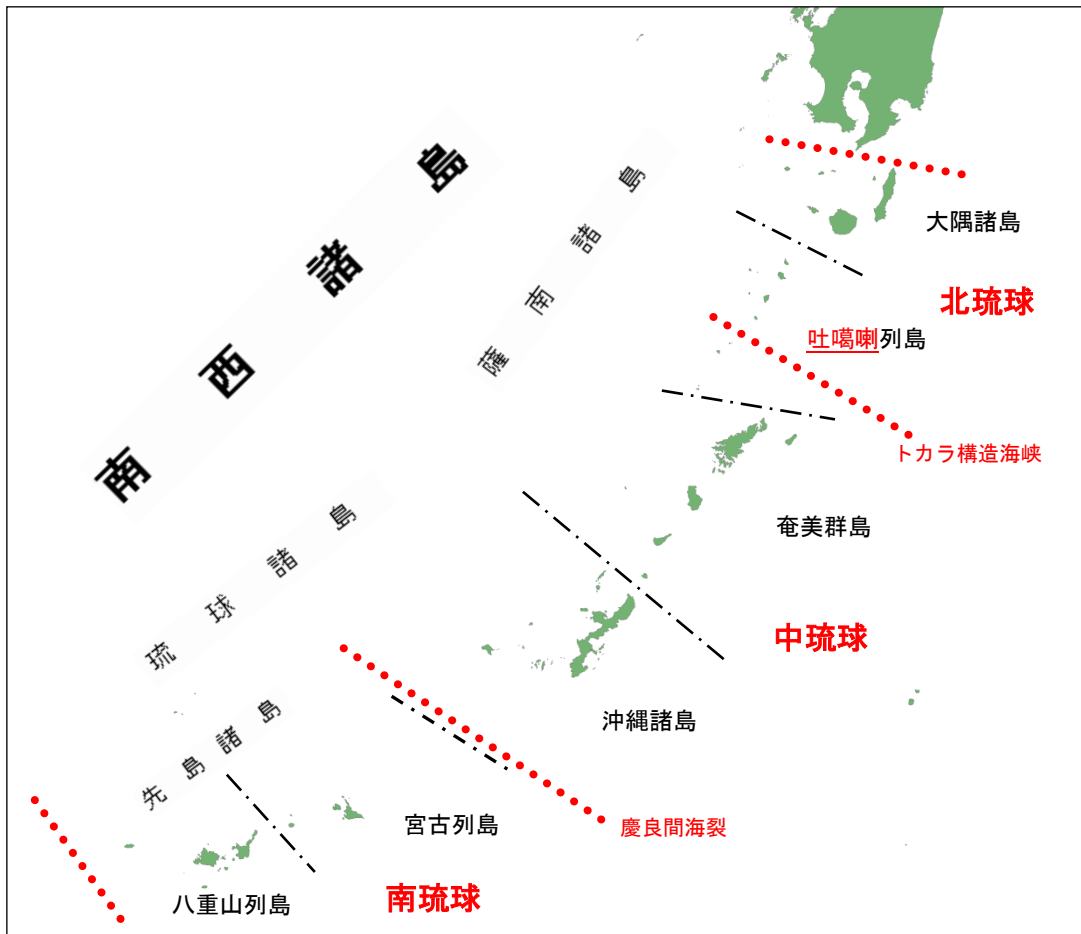 南西諸島
薩南諸島
大隅諸島
北琉球
吐噶喇列島
トカラ構造海峡
奄美群島
琉球諸島
中琉球
沖縄諸島
先島諸島
宮古列島
慶良間海裂
南琉球
八重山列島